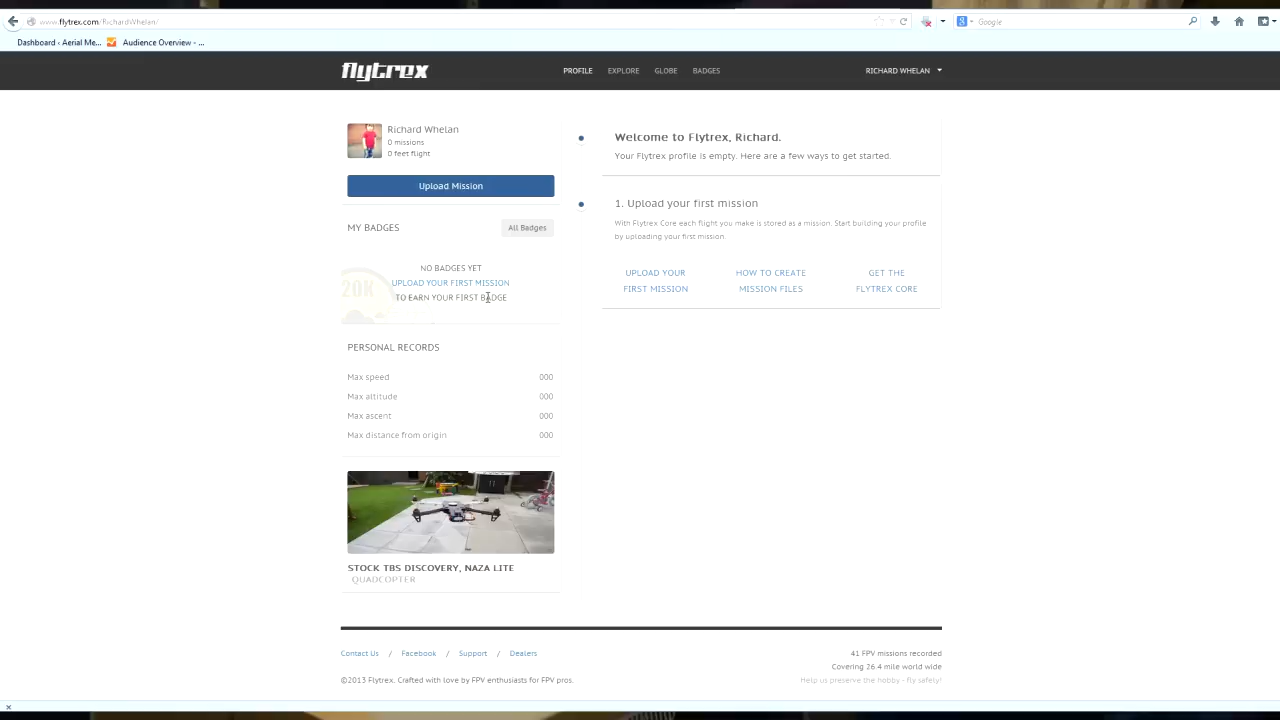 www.flytrex.com/RichardWhelan/
Google
Dashboard ‹ Aerial Me...
Audience Overview - ...
flytrex
PROFILE
EXPLORE
GLOBE
BADGES
RICHARD WHELAN
Richard Whelan
0 missions
0 feet flight
Upload Mission
MY BADGES
All Badges
20K
NO BADGES YET
UPLOAD YOUR FIRST MISSION
TO EARN YOUR FIRST BADGE
PERSONAL RECORDS
Max speed 000
Max altitude 000
Max ascent 000
Max distance from origin 000
STOCK TBS DISCOVERY, NAZA LITE
QUADCOPTER
Welcome to Flytrex, Richard.
Your Flytrex profile is empty. Here are a few ways to get started.
1. Upload your first mission
With Flytrex Core each flight you make is stored as a mission. Start building your profile
by uploading your first mission.
UPLOAD YOUR
FIRST MISSION
HOW TO CREATE
MISSION FILES
GET THE
FLYTREX CORE
Contact Us / Facebook / Support / Dealers
©2013 Flytrex. Crafted with love by FPV enthusiasts for FPV pros.
41 FPV missions recorded
Covering 26.4 mile world wide
Help us preserve the hobby - fly safely!